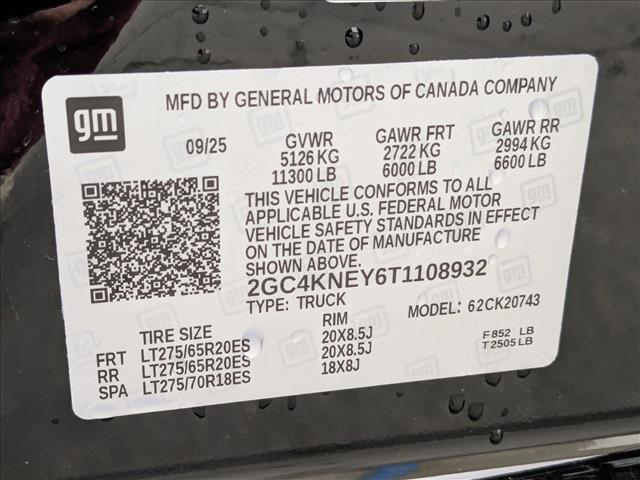 gm
MFD BY GENERAL MOTORS OF CANADA COMPANY
09/25 GVWR GAWR FRT GAWR RR
5126 KG 2722 KG 2994 KG
11300 LB 6000 LB 6600 LB
THIS VEHICLE CONFORMS TO ALL
APPLICABLE U.S. FEDERAL MOTOR
VEHICLE SAFETY STANDARDS IN EFFECT
ON THE DATE OF MANUFACTURE
SHOWN ABOVE.
2GC4KNEY6T1108932
TYPE: TRUCK MODEL: 62CK20743
TIRE SIZE RIM
FRT LT275/65R20ES 20X8.5J F 852 LB
RR LT275/65R20ES 20X8.5J T 2505 LB
SPA LT275/70R18ES 18X8J